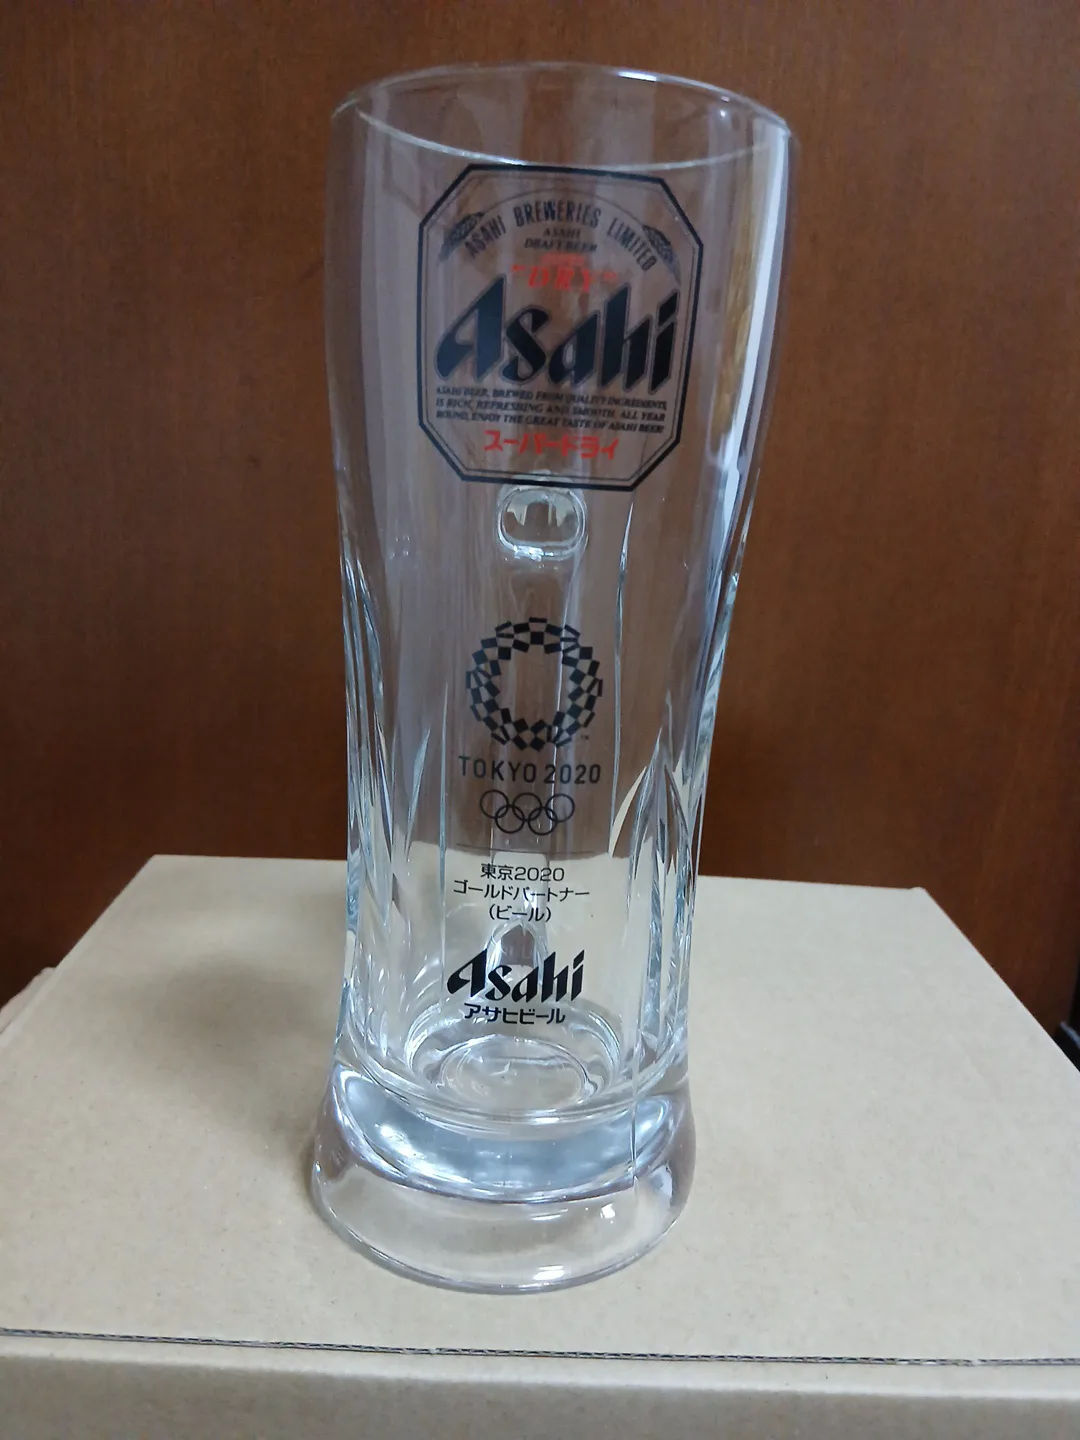 ASAHI BREWERIES LIMITED
ASAHI
DRAFT BEER
"DRY"
Asahi
ASAHI BEER, BREWED FROM QUALITY INGREDIENTS,
IS RICH, REFRESHING AND SMOOTH. ALL YEAR
ROUND, ENJOY THE GREAT TASTE OF ASAHI BEER
スーパードライ
TM
TOKYO 2020
東京2020
ゴールドパートナー
(ビール)
Asahi
アサヒビール